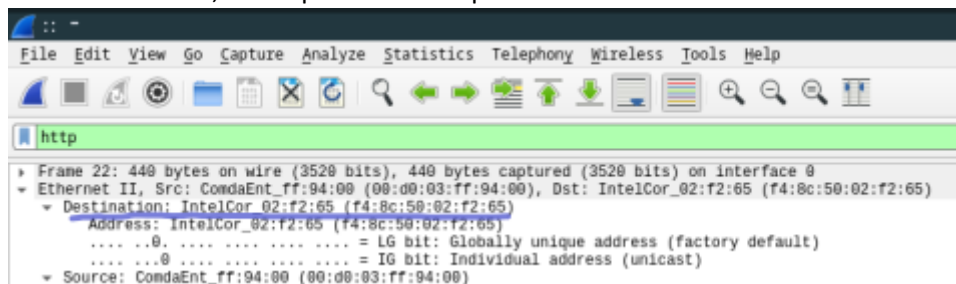 :: -
File Edit View Go Capture Analyze Statistics Telephony Wireless Tools Help
http
Frame 22: 440 bytes on wire (3520 bits), 440 bytes captured (3520 bits) on interface 0
Ethernet II, Src: ComdaEnt_ff:94:00 (00:d0:03:ff:94:00), Dst: IntelCor_02:f2:65 (f4:8c:50:02:f2:65)
Destination: IntelCor_02:f2:65 (f4:8c:50:02:f2:65)
Address: IntelCor_02:f2:65 (f4:8c:50:02:f2:65)
.... ..0. .... .... .... .... = LG bit: Globally unique address (factory default)
.... ...0 .... .... .... .... = IG bit: Individual address (unicast)
Source: ComdaEnt_ff:94:00 (00:d0:03:ff:94:00)